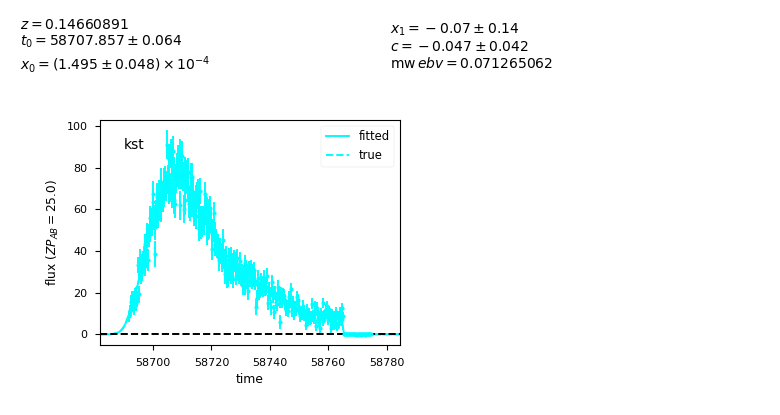 z = 0.14660891
t₀ = 58707.857 ± 0.064
x₀ = (1.495 ± 0.048) × 10⁻⁴
x₁ = −0.07 ± 0.14
c = −0.047 ± 0.042
mw ebv = 0.071265062
kst
fitted
true
100
80
60
40
20
0
flux (ZP_AB = 25.0)
58700 58720 58740 58760 58780
time